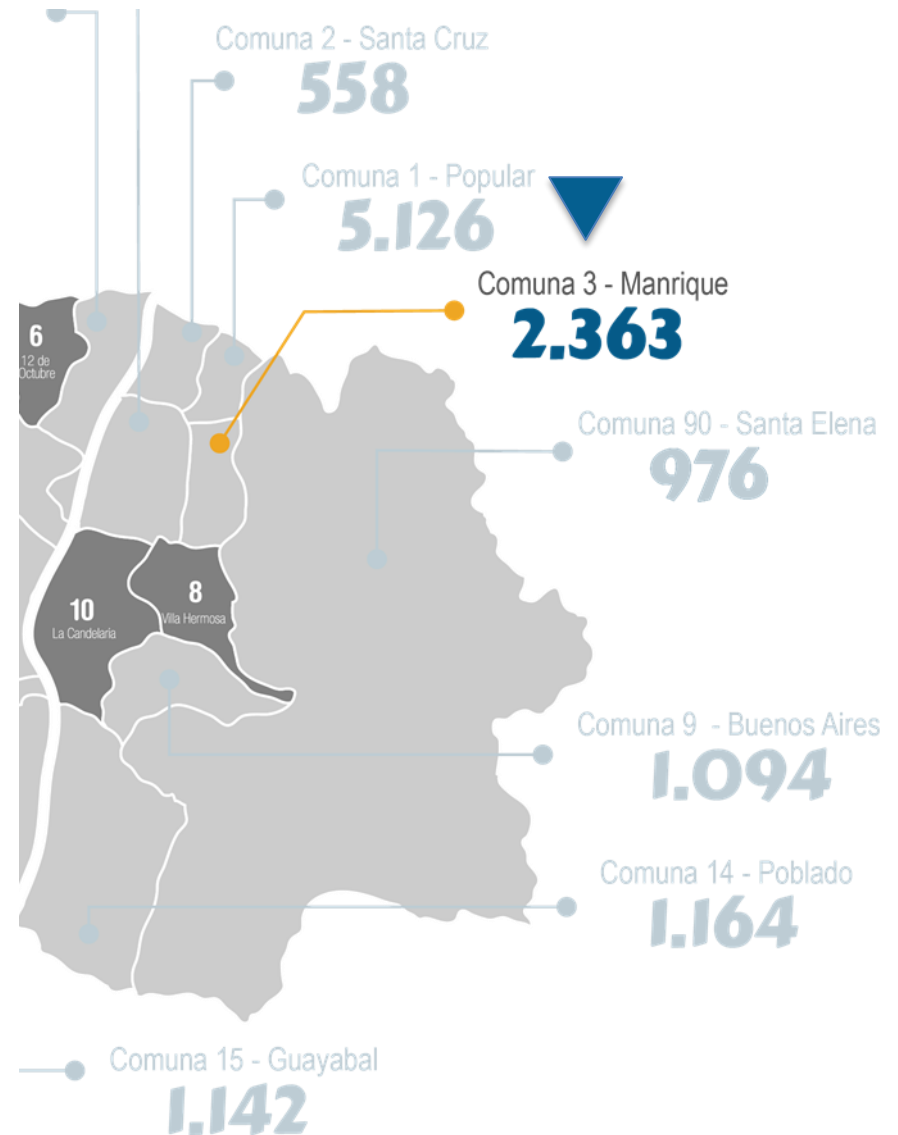 Comuna 2 - Santa Cruz
558
Comuna 1 - Popular
5.126
Comuna 3 - Manrique
2.363
6
12 de
Octubre
Comuna 90 - Santa Elena
976
8
Villa Hermosa
10
La Candelaria
Comuna 9 - Buenos Aires
1.094
Comuna 14 - Poblado
1.164
Comuna 15 - Guayabal
1.142